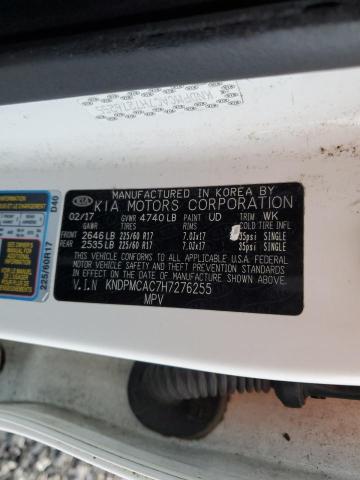 MANUFACTURED IN KOREA BY
KIA KIA MOTORS CORPORATION
02/17 GVWR 4740 LB PAINT UD TRIM WK
GAWR TIRES RIMS COLD TIRE INFL
FRONT 2646 LB 225/60 R17 7.0JX17 35psi SINGLE
REAR 2535 LB 225/60 R17 7.0JX17 35psi SINGLE
THIS VEHICLE CONFORMS TO ALL APPLICABLE U.S.A FEDERAL
MOTOR VEHICLE SAFETY, BUMPER, AND THEFT PREVENTION
STANDARDS IN EFFECT ON THE DATE OF MANUFACTURE SHOWN ABOVE.
V.I.N KNDPMCAC7H7276255
MPV
D40
225/60R17